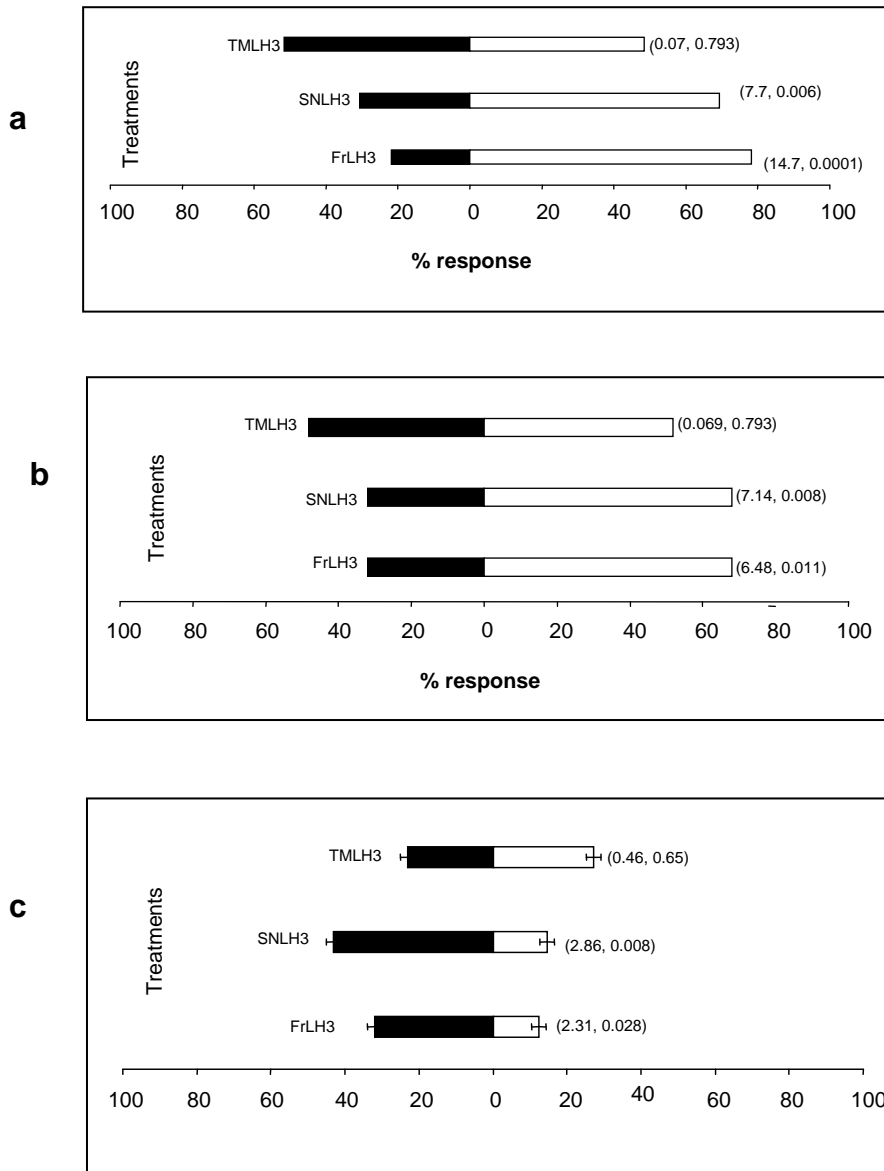 a
Treatments
TMLH3 (0.07, 0.793)
SNLH3 (7.7, 0.006)
FrLH3 (14.7, 0.0001)
100 80 60 40 20 0 20 40 60 80 100
% response
b
Treatments
TMLH3 (0.069, 0.793)
SNLH3 (7.14, 0.008)
FrLH3 (6.48, 0.011)
100 80 60 40 20 0 20 40 60 80 100
% response
c
Treatments
TMLH3 (0.46, 0.65)
SNLH3 (2.86, 0.008)
FrLH3 (2.31, 0.028)
100 80 60 40 20 0 20 40 60 80 100